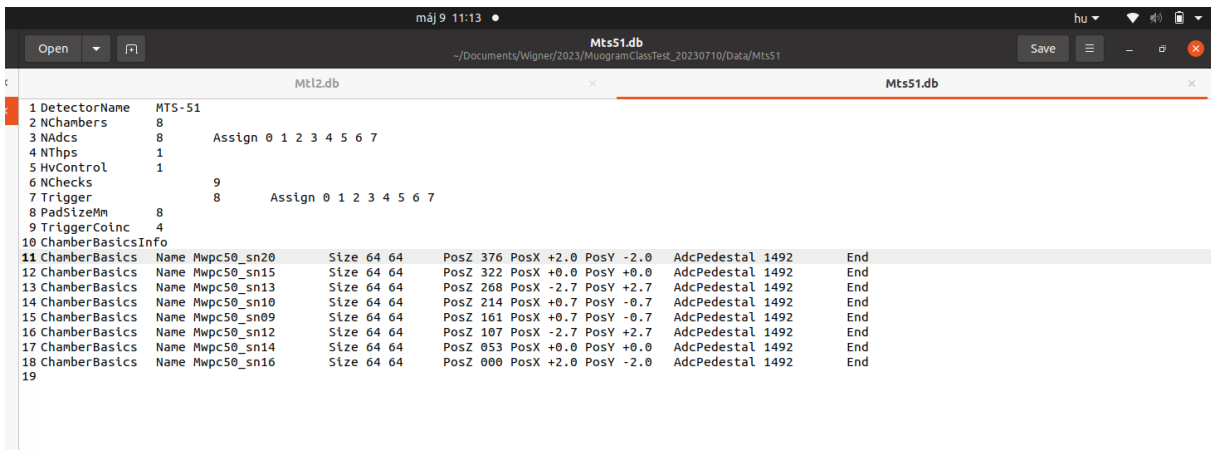 máj 9 11:13
hu
Open
Mts51.db
~/Documents/Wigner/2023/MuogramClassTest_20230710/Data/Mts51
Save
Mtl2.db
Mts51.db
1 DetectorName MTS-51
2 NChambers 8
3 NAdcs 8 Assign 0 1 2 3 4 5 6 7
4 NThps 1
5 HvControl 1
6 NChecks 9
7 Trigger 8 Assign 0 1 2 3 4 5 6 7
8 PadSizeMm 8
9 TriggerCoinc 4
10 ChamberBasicsInfo
11 ChamberBasics Name Mwpc50_sn20 Size 64 64 PosZ 376 PosX +2.0 PosY -2.0 AdcPedestal 1492 End
12 ChamberBasics Name Mwpc50_sn15 Size 64 64 PosZ 322 PosX +0.0 PosY +0.0 AdcPedestal 1492 End
13 ChamberBasics Name Mwpc50_sn13 Size 64 64 PosZ 268 PosX -2.7 PosY +2.7 AdcPedestal 1492 End
14 ChamberBasics Name Mwpc50_sn10 Size 64 64 PosZ 214 PosX +0.7 PosY -0.7 AdcPedestal 1492 End
15 ChamberBasics Name Mwpc50_sn09 Size 64 64 PosZ 161 PosX +0.7 PosY -0.7 AdcPedestal 1492 End
16 ChamberBasics Name Mwpc50_sn12 Size 64 64 PosZ 107 PosX -2.7 PosY +2.7 AdcPedestal 1492 End
17 ChamberBasics Name Mwpc50_sn14 Size 64 64 PosZ 053 PosX +0.0 PosY +0.0 AdcPedestal 1492 End
18 ChamberBasics Name Mwpc50_sn16 Size 64 64 PosZ 000 PosX +2.0 PosY -2.0 AdcPedestal 1492 End
19